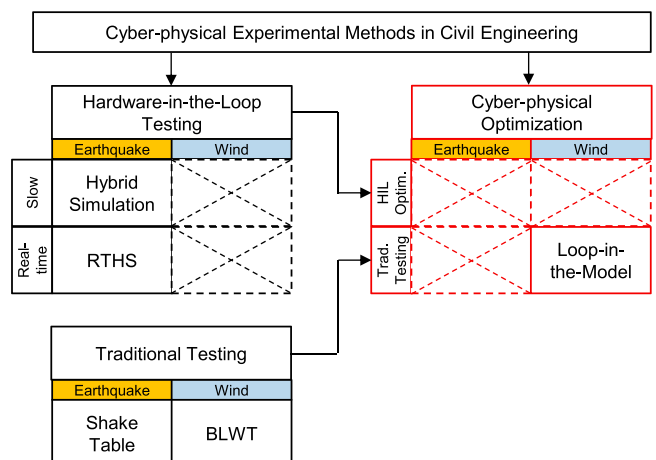 Cyber-physical Experimental Methods in Civil Engineering
Hardware-in-the-Loop
Testing
Earthquake
Wind
Slow
Hybrid
Simulation
Real-
time
RTHS
Cyber-physical
Optimization
Earthquake
Wind
HIL
Optim.
Trad.
Testing
Loop-in-
the-Model
Traditional Testing
Earthquake
Wind
Shake
Table
BLWT